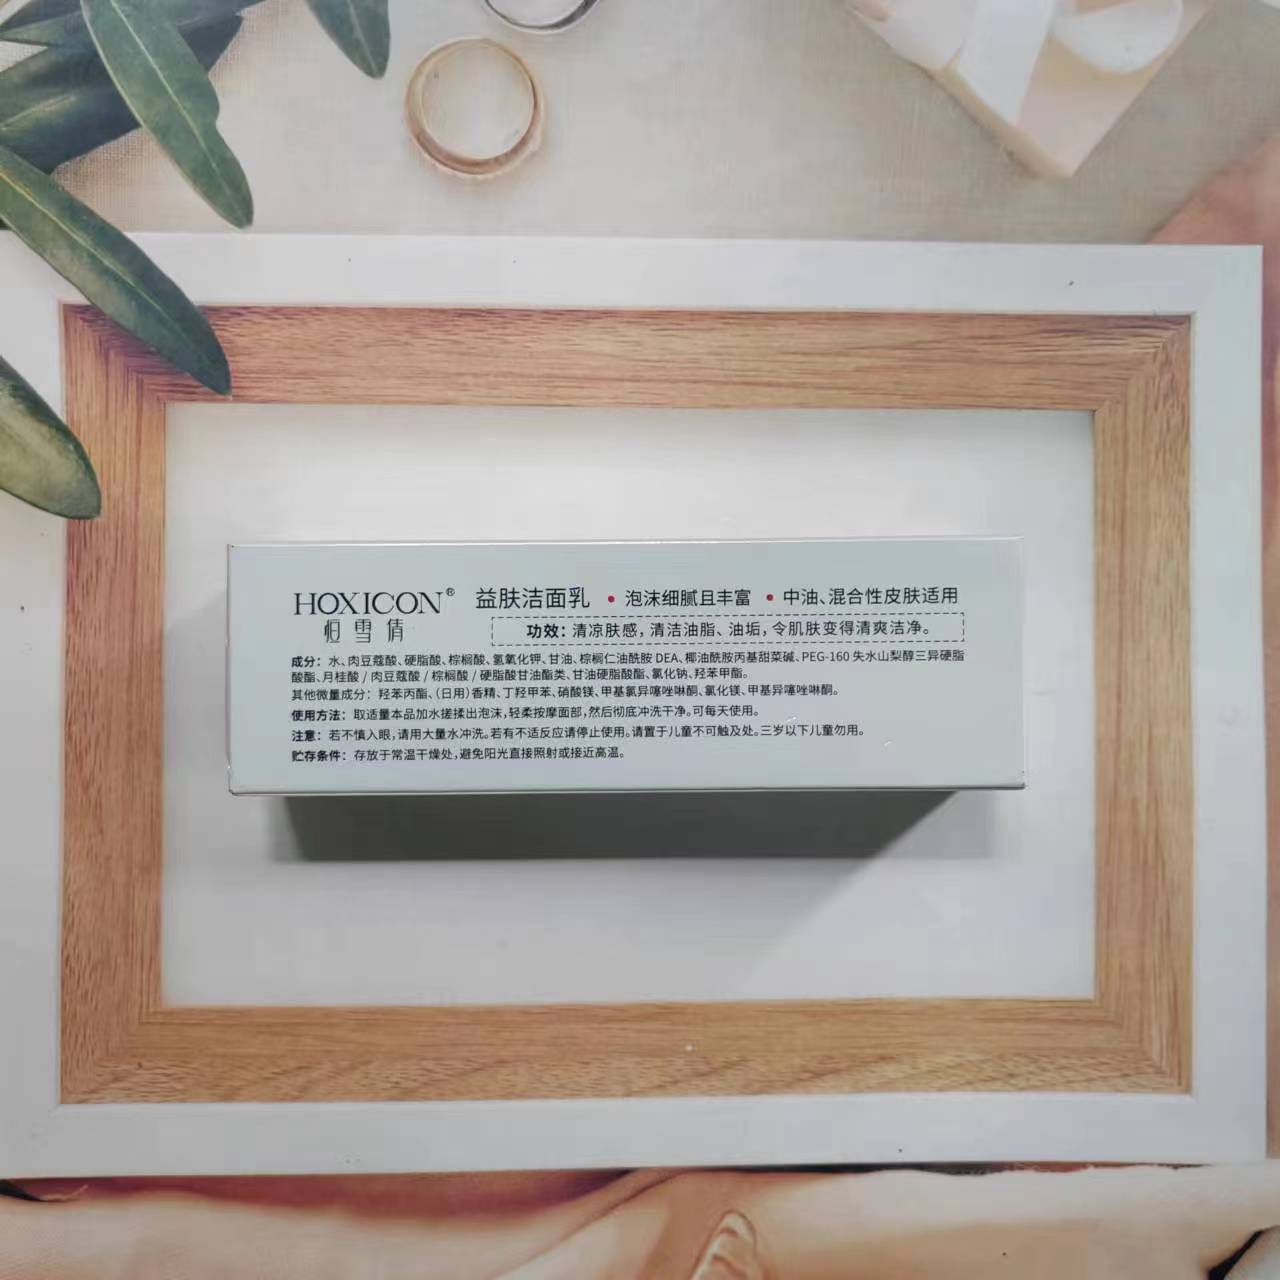 HOXICON® 益肤洁面乳 • 泡沫细腻且丰富 • 中油、混合性皮肤适用
恒雪倩
功效：清凉肤感，清洁油脂、油垢，令肌肤变得清爽洁净。
成分：水、肉豆蔻酸、硬脂酸、棕榈酸、氢氧化钾、甘油、棕榈仁油酰胺 DEA、椰油酰胺丙基甜菜碱、PEG-160 失水山梨醇三异硬脂
酸酯、月桂酸 / 肉豆蔻酸 / 棕榈酸 / 硬脂酸甘油酯类、甘油硬脂酸酯、氯化钠、羟苯甲酯。
其他微量成分：羟苯丙酯、（日用）香精、丁羟甲苯、硝酸镁、甲基氯异噻唑啉酮、氯化镁、甲基异噻唑啉酮。
使用方法：取适量本品加水搓揉出泡沫，轻柔按摩面部，然后彻底冲洗干净。可每天使用。
注意：若不慎入眼，请用大量水冲洗。若有不适反应请停止使用。请置于儿童不可触及处。三岁以下儿童勿用。
贮存条件：存放于常温干燥处，避免阳光直接照射或接近高温。